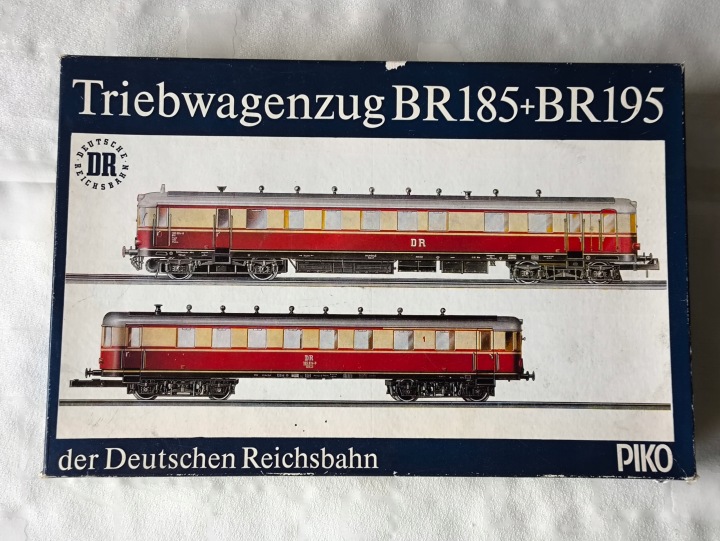 Triebwagenzug BR185+BR195
DEUTSCHE
DR
REICHSBAHN
DR
DR
1
der Deutschen Reichsbahn
PIKO